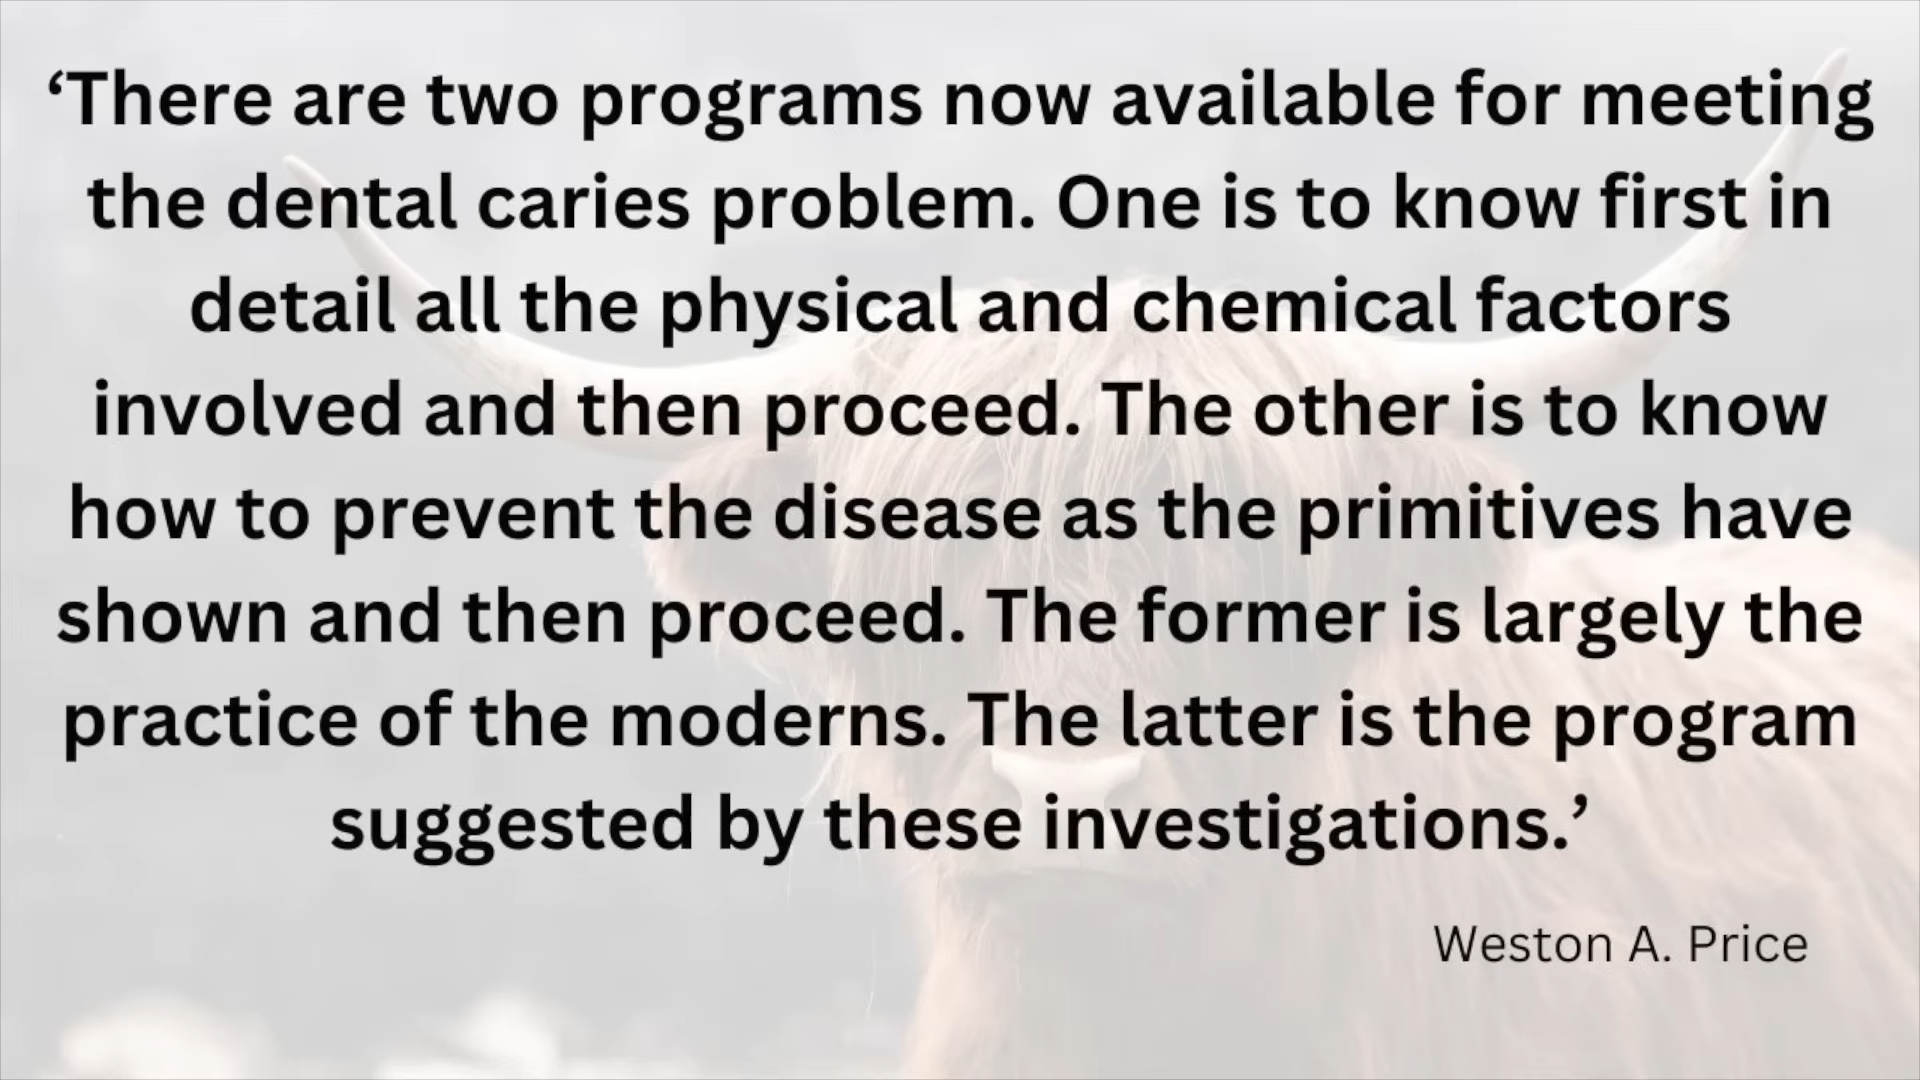 ‘There are two programs now available for meeting
the dental caries problem. One is to know first in
detail all the physical and chemical factors
involved and then proceed. The other is to know
how to prevent the disease as the primitives have
shown and then proceed. The former is largely the
practice of the moderns. The latter is the program
suggested by these investigations.’
Weston A. Price